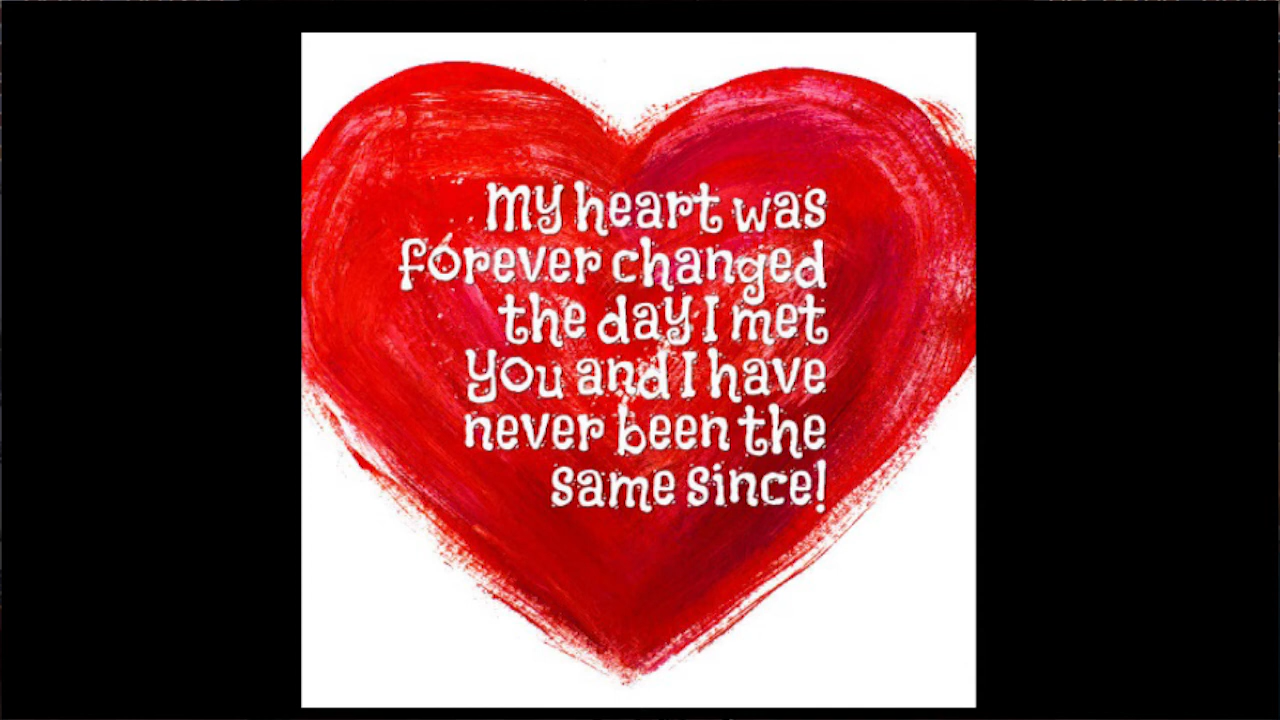 My heart was
forever changed
the day I met
You and I have
never been the
same since!